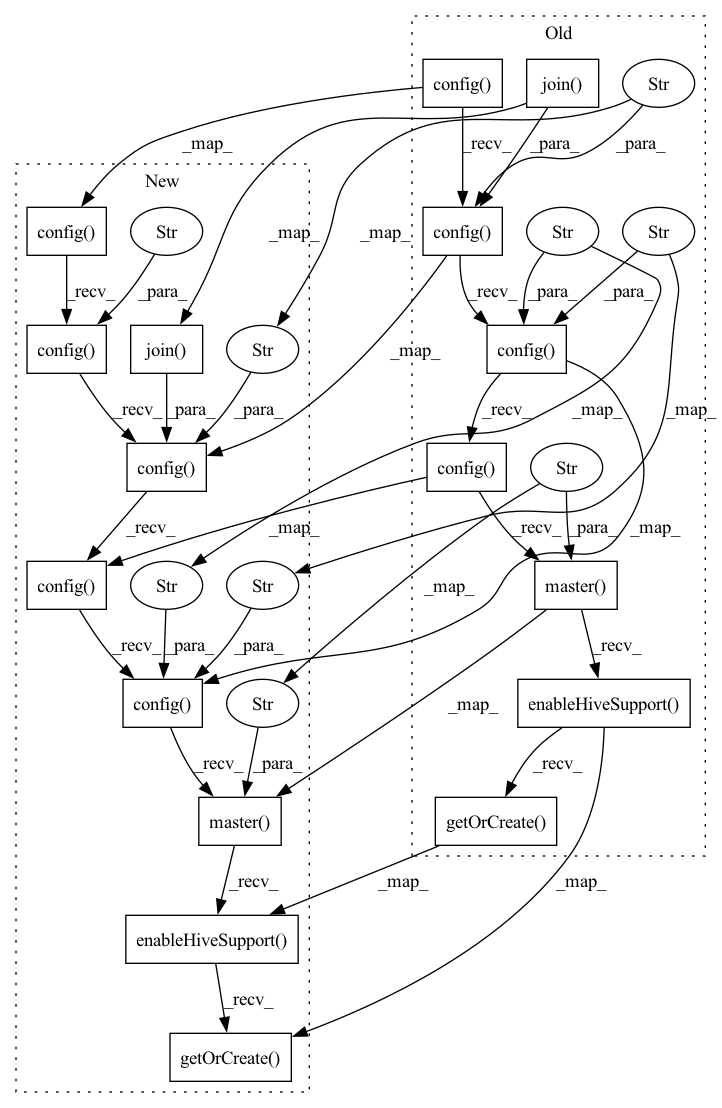 Old
config()
join()
Str
_map_
_recv_
_para_
_para_
New
config()
Str
_map_
_map_
config()
Str
Str
_recv_
_para_
_recv_
_para_
_para_
config()
join()
Str
_map_
config()
_recv_
_para_
_para_
_recv_
_map_
_map_
config()
config()
Str
_recv_
_map_
_recv_
_para_
_map_
config()
Str
Str
_map_
master()
_recv_
_para_
_para_
_recv_
config()
Str
_map_
enableHiveSupport()
_recv_
_para_
_recv_
master()
getOrCreate()
_recv_
_map_
_map_
enableHiveSupport()
_recv_
getOrCreate()